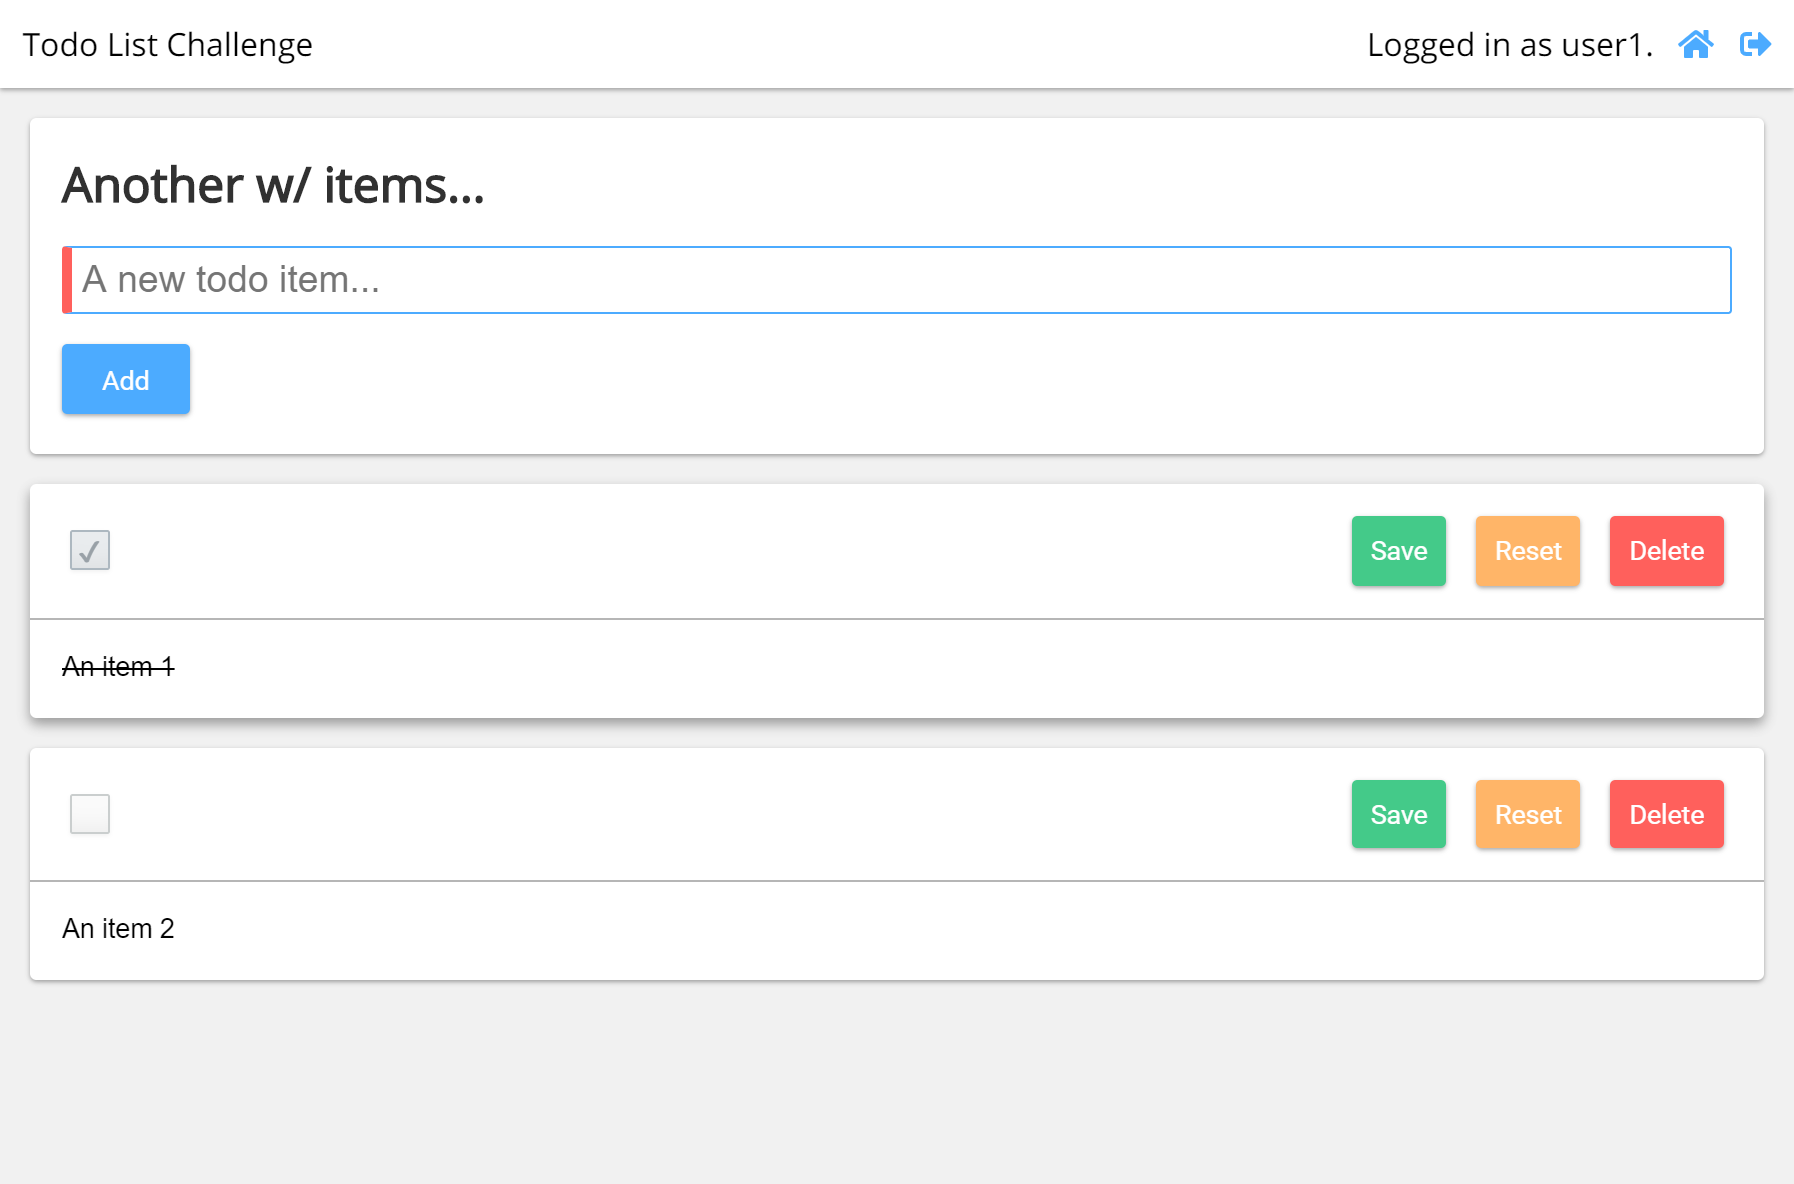 Todo List Challenge
Logged in as user1.
Another w/ items...
A new todo item...
Add
Save Reset Delete
An item 1
Save Reset Delete
An item 2